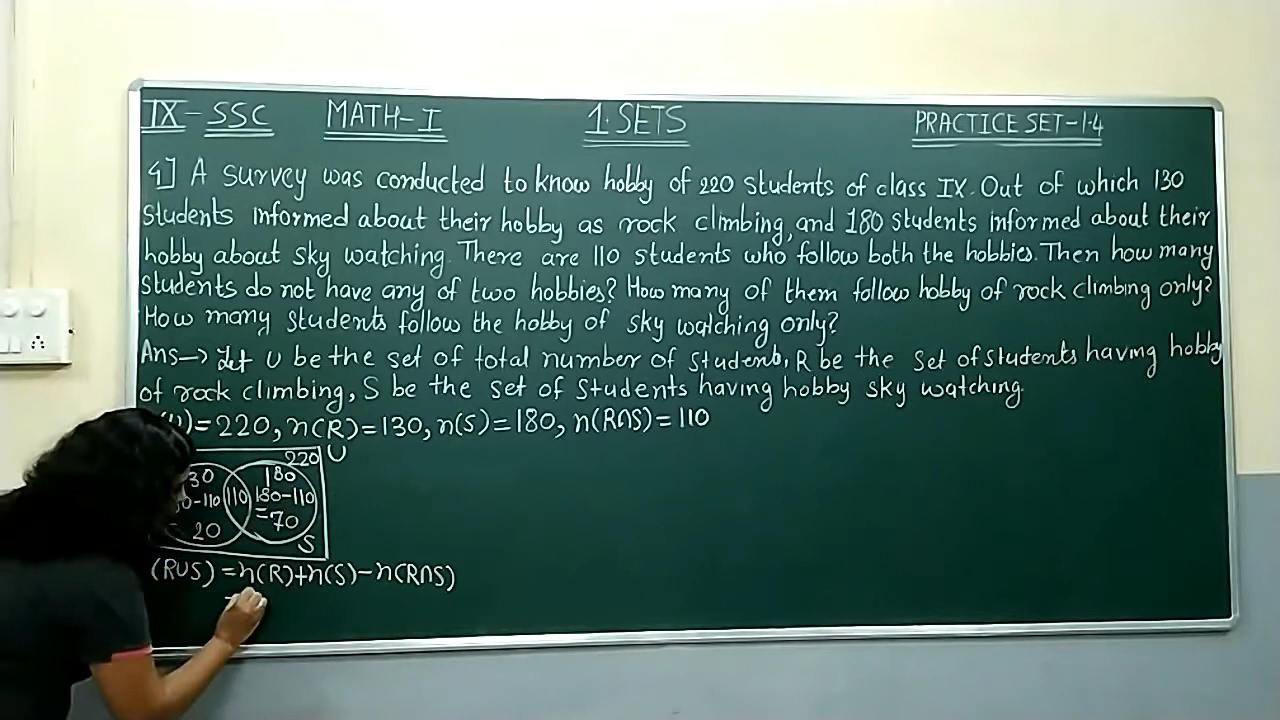 IX - SSC MATH-I 1. SETS PRACTICE SET-1.4
4] A survey was conducted to know hobby of 220 students of class IX. Out of which 130
students informed about their hobby as rock climbing, and 180 students informed about their
hobby about sky watching. There are 110 students who follow both the hobbies. Then how many
students do not have any of two hobbies? How many of them follow hobby of rock climbing only?
How many students follow the hobby of sky watching only?
Ans → Let U be the set of total number of students, R be the set of students having hobby
of rock climbing, S be the set of students having hobby sky watching.
)=220, n(R)=130, n(S)=180, n(R∩S)=110
220 U
30 180
0-110 110 180-110
= 20 =70
S
(RUS) = n(R)+n(S)-n(R∩S)